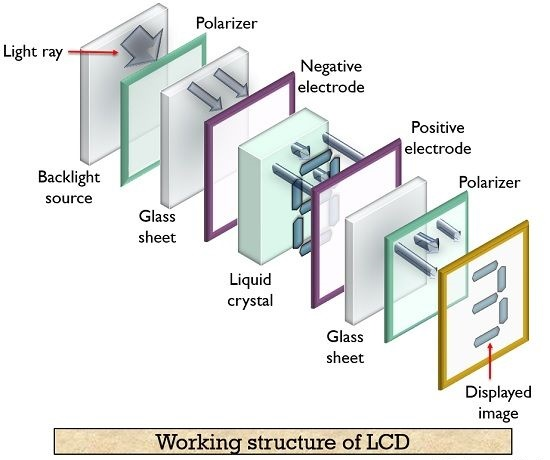 Polarizer
Light ray
Negative
electrode
Positive
electrode
Backlight
source
Polarizer
Glass
sheet
Liquid
crystal
Glass
sheet
Displayed
image
Working structure of LCD